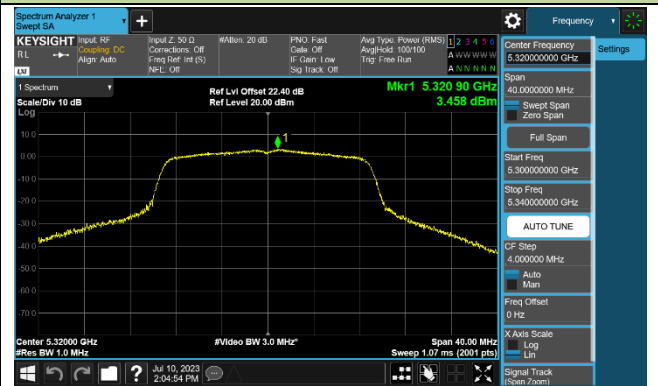 Spectrum Analyzer 1
Swept SA
+
Frequency
KEYSIGHT
RL
LXI
Input: RF
Coupling: DC
Align: Auto
Input Z: 50 Ω
Corrections: Off
Freq Ref: Int (S)
NFE: Off
#Atten: 20 dB
PNO: Fast
Gate: Off
IF Gain: Low
Sig Track: Off
Avg Type: Power (RMS)
Avg|Hold: 100/100
Trig: Free Run
1 2 3 4 5 6
A W W W W W
A N N N N N
1 Spectrum
Scale/Div 10 dB
Log
Ref Lvl Offset 22.40 dB
Ref Level 20.00 dBm
Mkr1 5.320 90 GHz
3.458 dBm
1
10.0
0.00
-10.0
-20.0
-30.0
-40.0
-50.0
-60.0
-70.0
Center 5.32000 GHz
#Res BW 1.0 MHz
#Video BW 3.0 MHz*
Span 40.00 MHz
Sweep 1.07 ms (2001 pts)
Center Frequency
5.320000000 GHz
Settings
Span
40.0000000 MHz
Swept Span
Zero Span
Full Span
Start Freq
5.300000000 GHz
Stop Freq
5.340000000 GHz
AUTO TUNE
CF Step
4.000000 MHz
Auto
Man
Freq Offset
0 Hz
X Axis Scale
Log
Lin
Signal Track
(Span Zoom)
?
Jul 10, 2023
2:04:54 PM